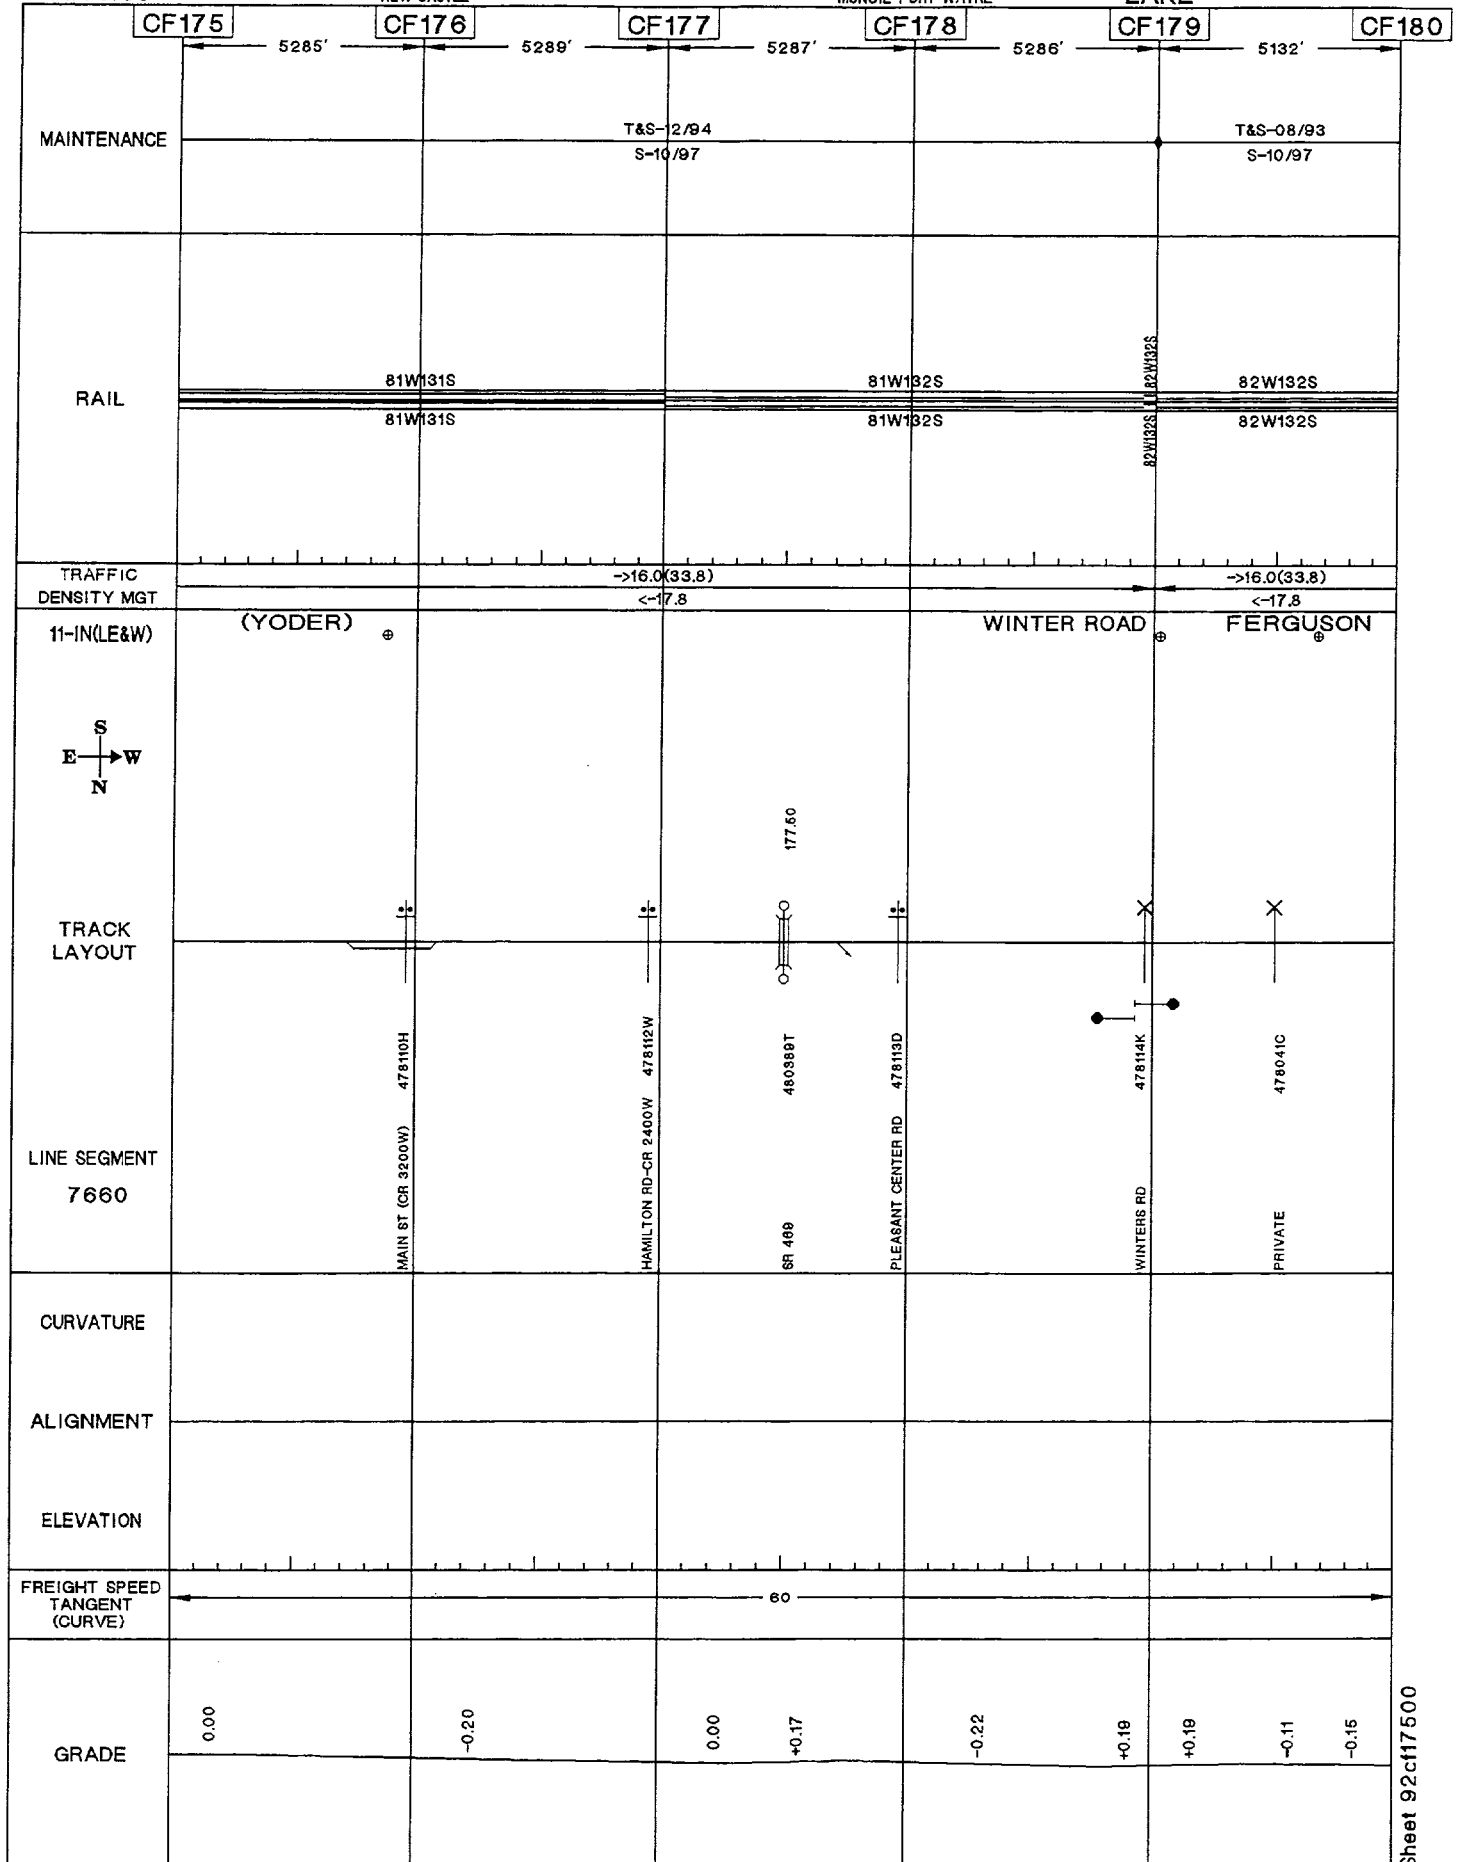 LAKE
CF175 CF176 CF177 CF178 CF179 CF180
5285' 5289' 5287' 5286' 5132'
MAINTENANCE
T&S-12/94 T&S-08/93
S-10/97 S-10/97
RAIL
81W131S 81W132S 82W132S 82W132S
81W131S 81W132S 82W132S 82W132S
TRAFFIC
DENSITY MGT
->16.0(33.8) ->16.0(33.8)
<-17.8 <-17.8
11-IN(LE&W)
(YODER) WINTER ROAD FERGUSON
S
E W
N
177.50
TRACK
LAYOUT
478110H 478112W 480389T 478113D 478114K 478041C
LINE SEGMENT
7660
MAIN ST (CR 3200W) HAMILTON RD-CR 2400W SR 469 PLEASANT CENTER RD WINTERS RD PRIVATE
CURVATURE
ALIGNMENT
ELEVATION
FREIGHT SPEED
TANGENT
(CURVE)
60
GRADE
0.00 -0.20 0.00 +0.17 -0.22 +0.19 +0.19 -0.11 -0.15
Sheet 92cf17500